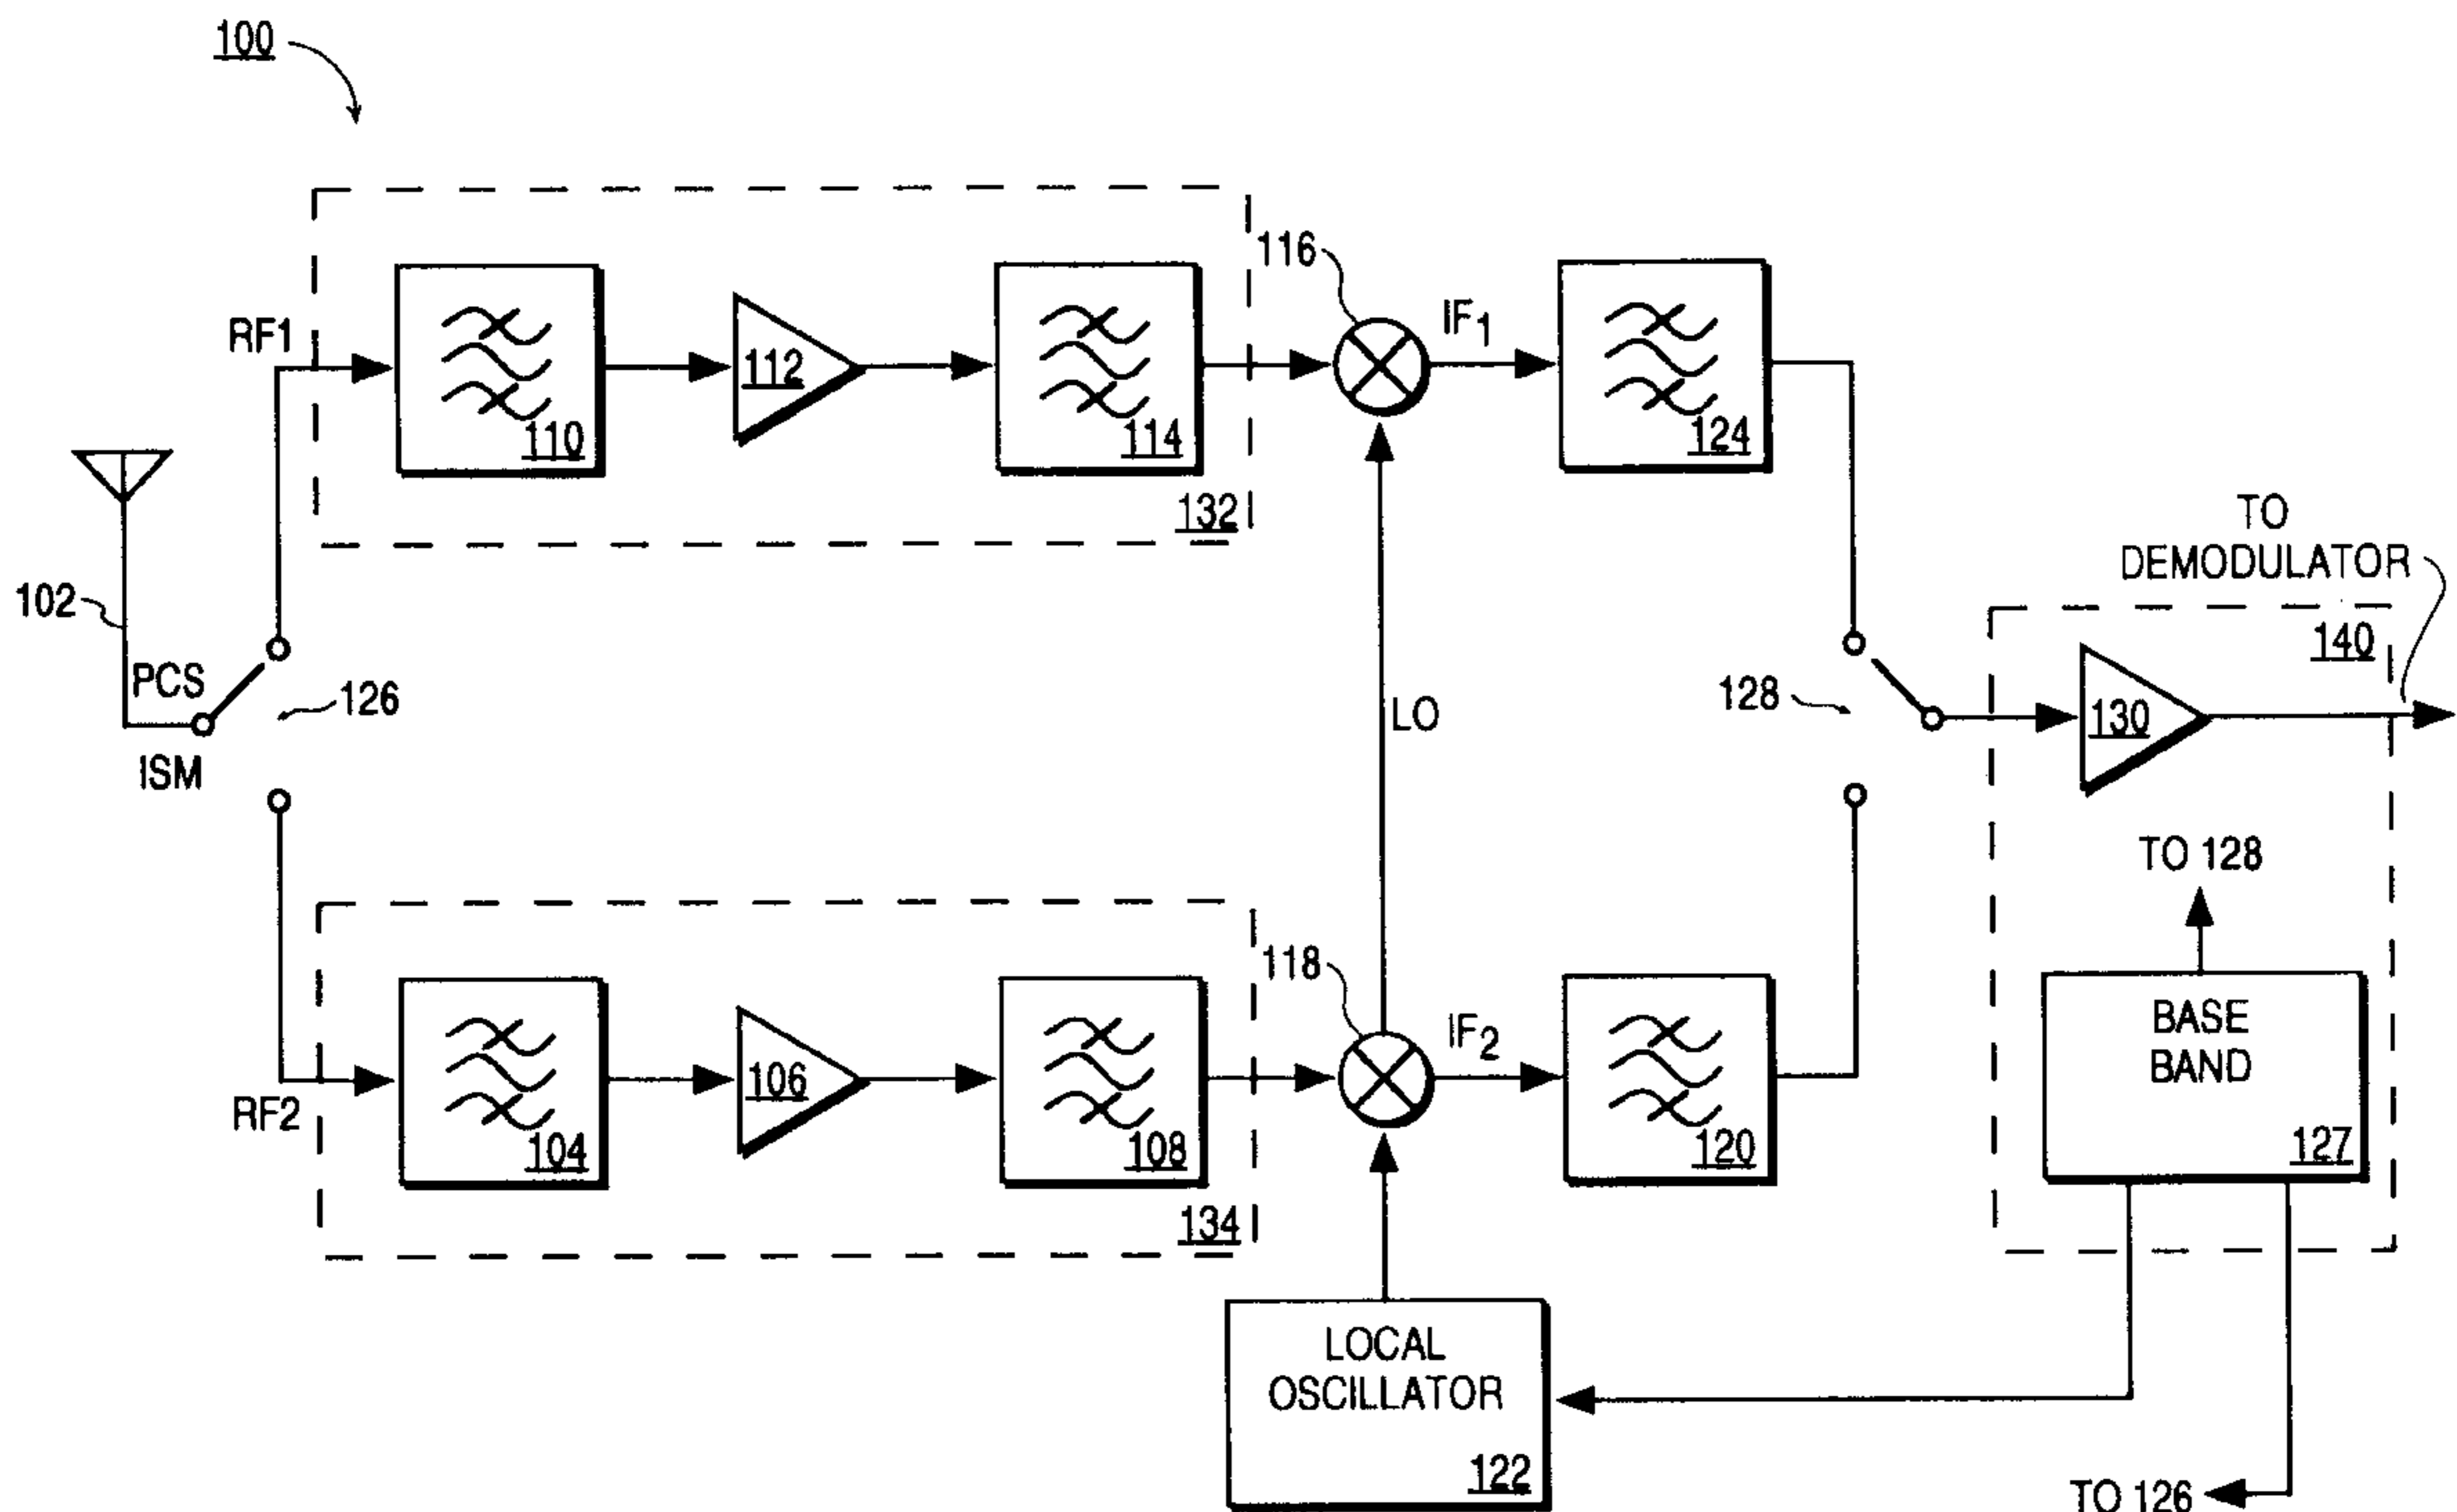 100
116
IF1
RF1
112
110
114
124
132
TO
DEMODULATOR
102
PCS
126
ISM
LO
128
140
130
TO 128
118
IF2
BASE
BAND
RF2
106
104
108
120
127
134
LOCAL
OSCILLATOR
122
TO 126